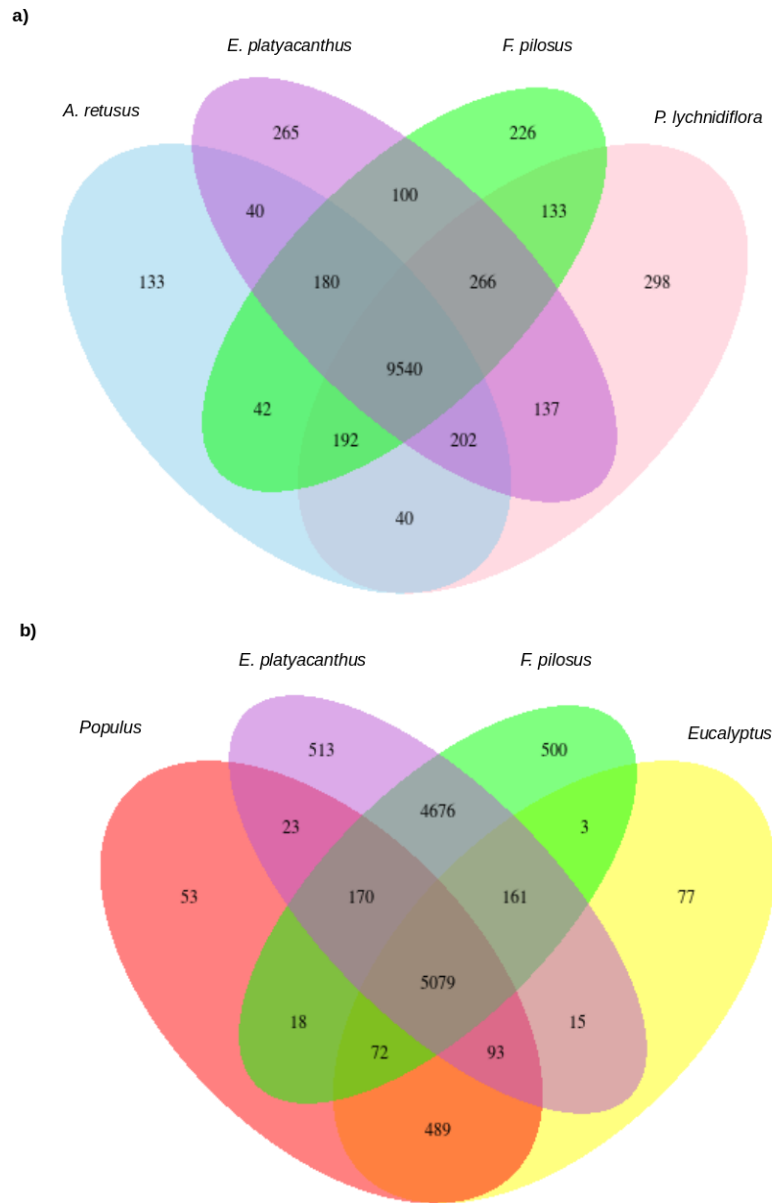 a)
E. platyacanthus F. pilosus
A. retusus P. lychnidiflora
265 226
100
40 133
133 180 266 298
9540
42 137
192 202
40
b)
E. platyacanthus F. pilosus
Populus Eucalyptus
513 500
4676
23 3
53 170 161 77
5079
18 15
72 93
489